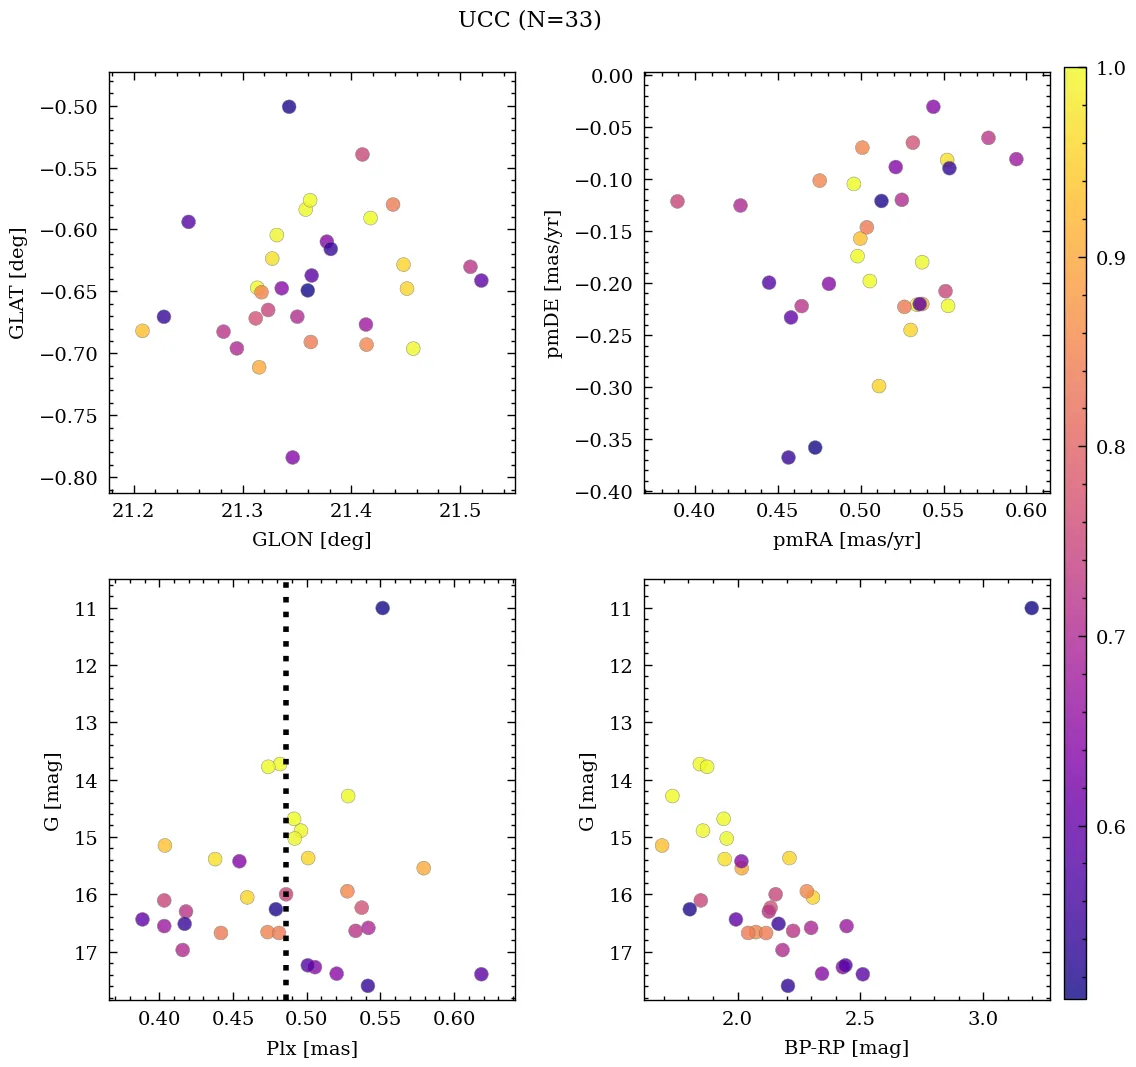 UCC (N=33)
−0.50
−0.55
−0.60
−0.65
−0.70
−0.75
−0.80
GLAT [deg]
21.2 21.3 21.4 21.5
GLON [deg]
0.00
−0.05
−0.10
−0.15
−0.20
−0.25
−0.30
−0.35
−0.40
pmDE [mas/yr]
0.40 0.45 0.50 0.55 0.60
pmRA [mas/yr]
1.0
0.9
0.8
0.7
0.6
11
12
13
14
15
16
17
G [mag]
0.40 0.45 0.50 0.55 0.60
Plx [mas]
11
12
13
14
15
16
17
G [mag]
2.0 2.5 3.0
BP-RP [mag]